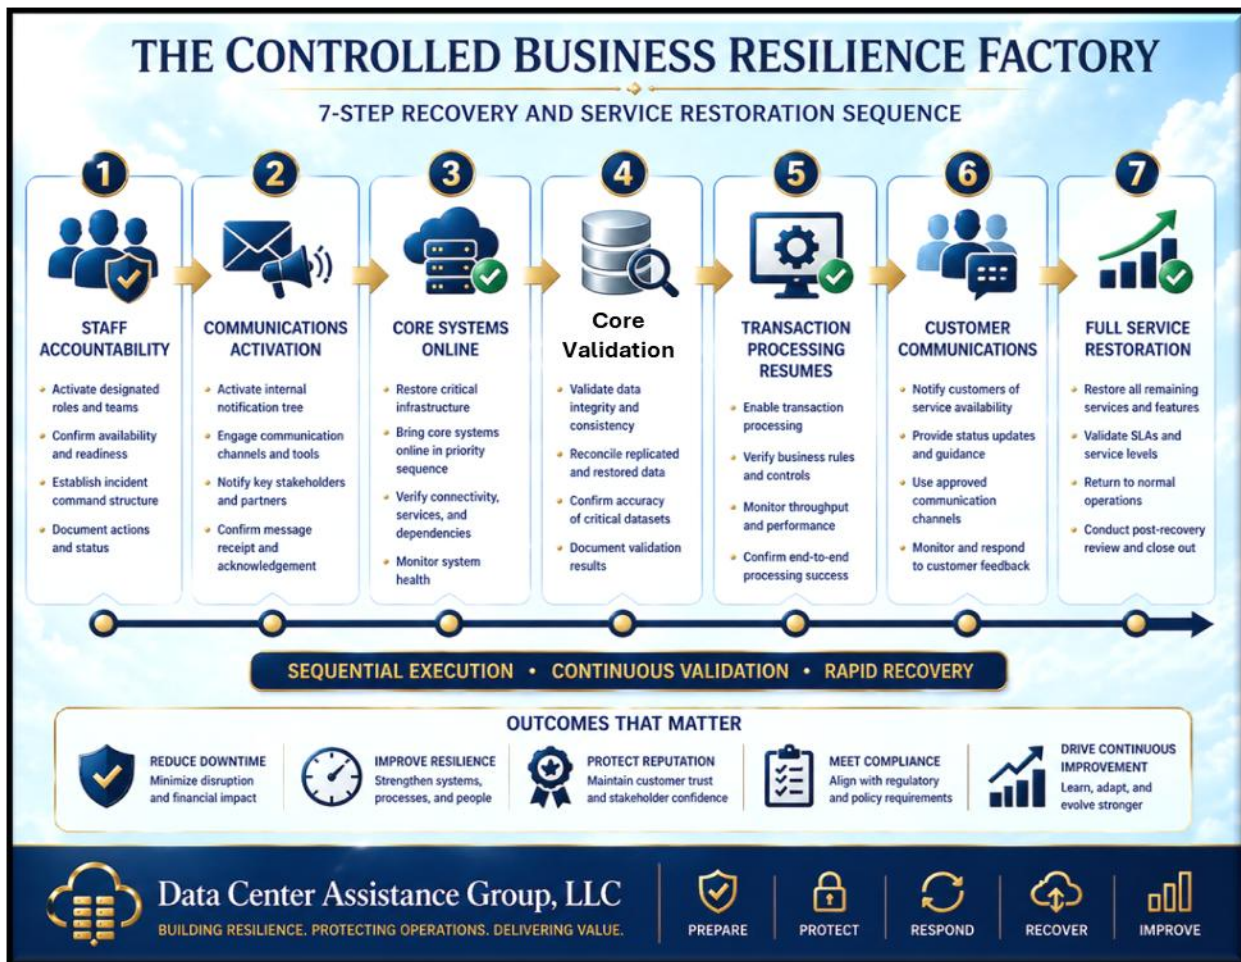 THE CONTROLLED BUSINESS RESILIENCE FACTORY
7-STEP RECOVERY AND SERVICE RESTORATION SEQUENCE
1
STAFF
ACCOUNTABILITY
Activate designated
roles and teams
Confirm availability
and readiness
Establish incident
command structure
Document actions
and status
2
COMMUNICATIONS
ACTIVATION
Activate internal
notification tree
Engage communication
channels and tools
Notify key stakeholders
and partners
Confirm message
receipt and
acknowledgement
3
CORE SYSTEMS
ONLINE
Restore critical
infrastructure
Bring core systems
online in priority
sequence
Verify connectivity,
services, and
dependencies
Monitor system
health
4
Core
Validation
Validate data
integrity and
consistency
Reconcile replicated
and restored data
Confirm accuracy
of critical datasets
Document validation
results
5
TRANSACTION
PROCESSING
RESUMES
Enable transaction
processing
Verify business rules
and controls
Monitor throughput
and performance
Confirm end-to-end
processing success
6
CUSTOMER
COMMUNICATIONS
Notify customers of
service availability
Provide status updates
and guidance
Use approved
communication
channels
Monitor and respond
to customer feedback
7
FULL SERVICE
RESTORATION
Restore all remaining
services and features
Validate SLAs and
service levels
Return to normal
operations
Conduct post-recovery
review and close out
SEQUENTIAL EXECUTION • CONTINUOUS VALIDATION • RAPID RECOVERY
OUTCOMES THAT MATTER
REDUCE DOWNTIME
Minimize disruption
and financial impact
IMPROVE RESILIENCE
Strengthen systems,
processes, and people
PROTECT REPUTATION
Maintain customer trust
and stakeholder confidence
MEET COMPLIANCE
Align with regulatory
and policy requirements
DRIVE CONTINUOUS
IMPROVEMENT
Learn, adapt, and
evolve stronger
Data Center Assistance Group, LLC
BUILDING RESILIENCE. PROTECTING OPERATIONS. DELIVERING VALUE.
PREPARE
PROTECT
RESPOND
RECOVER
IMPROVE